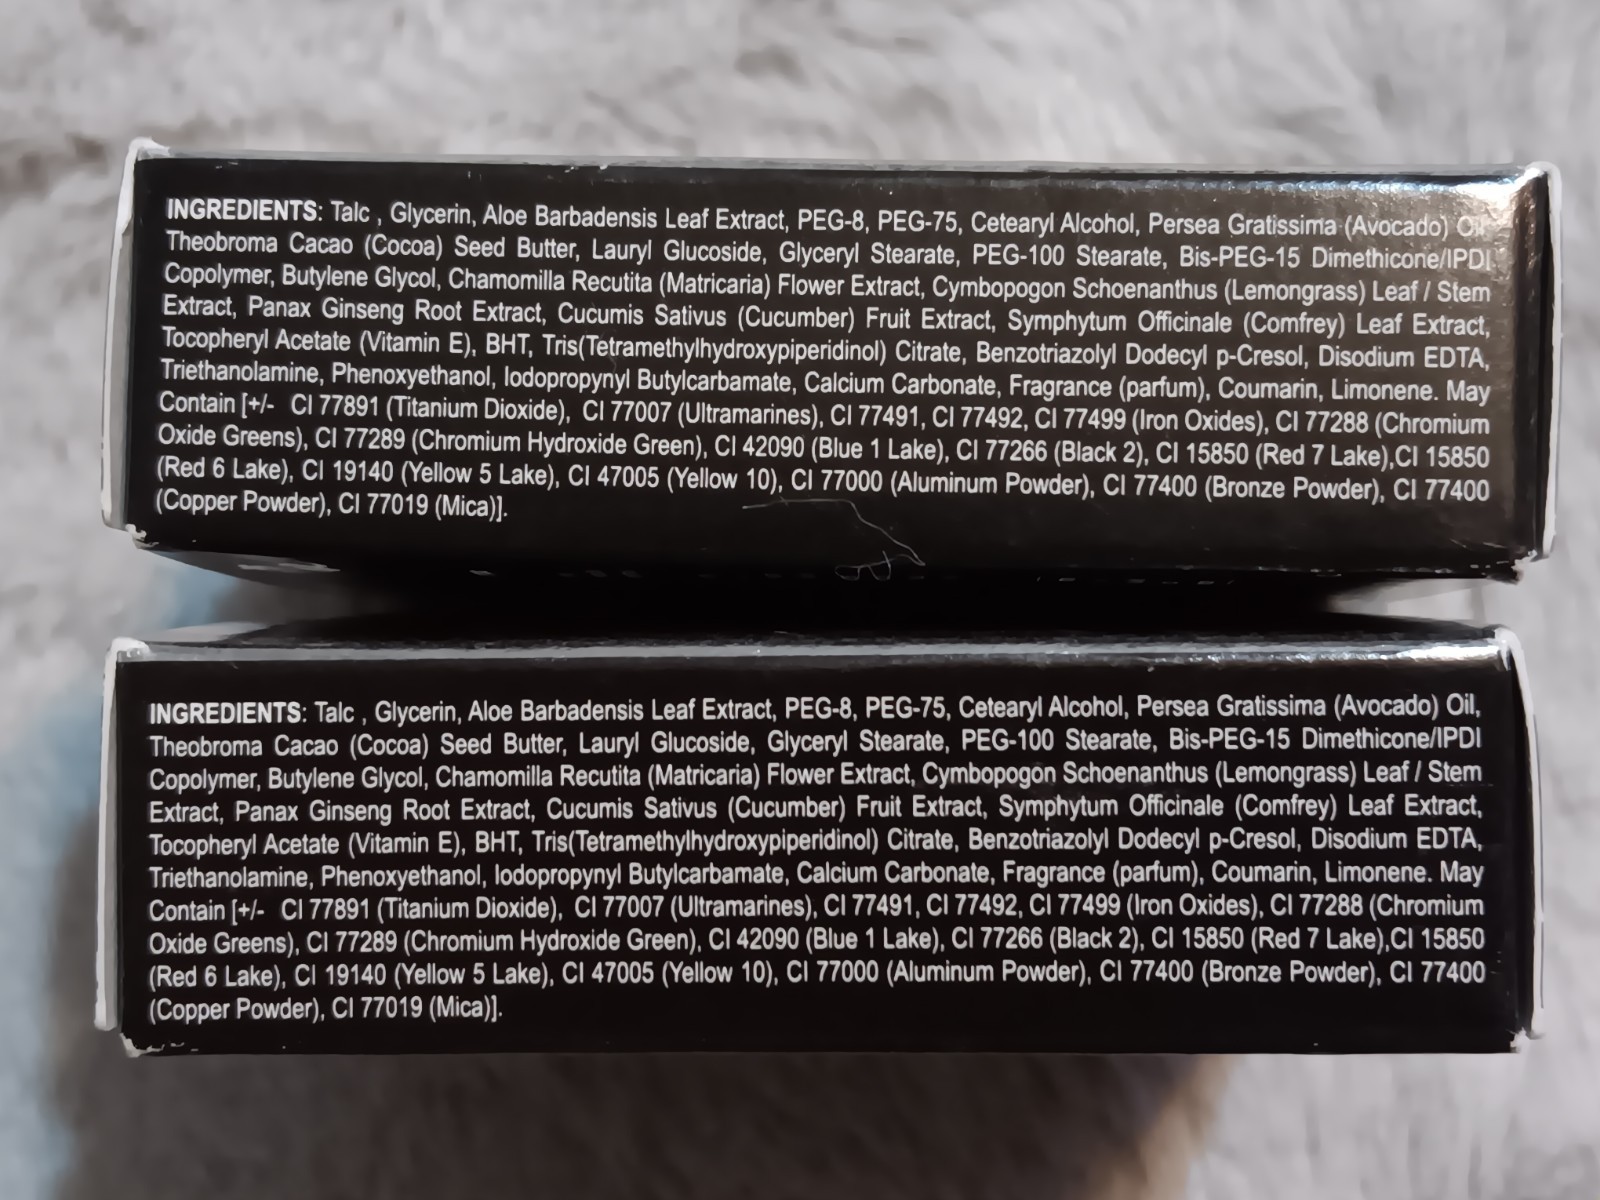 INGREDIENTS: Talc , Glycerin, Aloe Barbadensis Leaf Extract, PEG-8, PEG-75, Cetearyl Alcohol, Persea Gratissima (Avocado) Oil,
Theobroma Cacao (Cocoa) Seed Butter, Lauryl Glucoside, Glyceryl Stearate, PEG-100 Stearate, Bis-PEG-15 Dimethicone/IPDI
Copolymer, Butylene Glycol, Chamomilla Recutita (Matricaria) Flower Extract, Cymbopogon Schoenanthus (Lemongrass) Leaf / Stem
Extract, Panax Ginseng Root Extract, Cucumis Sativus (Cucumber) Fruit Extract, Symphytum Officinale (Comfrey) Leaf Extract,
Tocopheryl Acetate (Vitamin E), BHT, Tris(Tetramethylhydroxypiperidinol) Citrate, Benzotriazolyl Dodecyl p-Cresol, Disodium EDTA,
Triethanolamine, Phenoxyethanol, Iodopropynyl Butylcarbamate, Calcium Carbonate, Fragrance (parfum), Coumarin, Limonene. May
Contain [+/- CI 77891 (Titanium Dioxide), CI 77007 (Ultramarines), CI 77491, CI 77492, CI 77499 (Iron Oxides), CI 77288 (Chromium
Oxide Greens), CI 77289 (Chromium Hydroxide Green), CI 42090 (Blue 1 Lake), CI 77266 (Black 2), CI 15850 (Red 7 Lake),CI 15850
(Red 6 Lake), CI 19140 (Yellow 5 Lake), CI 47005 (Yellow 10), CI 77000 (Aluminum Powder), CI 77400 (Bronze Powder), CI 77400
(Copper Powder), CI 77019 (Mica)].
INGREDIENTS: Talc , Glycerin, Aloe Barbadensis Leaf Extract, PEG-8, PEG-75, Cetearyl Alcohol, Persea Gratissima (Avocado) Oil,
Theobroma Cacao (Cocoa) Seed Butter, Lauryl Glucoside, Glyceryl Stearate, PEG-100 Stearate, Bis-PEG-15 Dimethicone/IPDI
Copolymer, Butylene Glycol, Chamomilla Recutita (Matricaria) Flower Extract, Cymbopogon Schoenanthus (Lemongrass) Leaf / Stem
Extract, Panax Ginseng Root Extract, Cucumis Sativus (Cucumber) Fruit Extract, Symphytum Officinale (Comfrey) Leaf Extract,
Tocopheryl Acetate (Vitamin E), BHT, Tris(Tetramethylhydroxypiperidinol) Citrate, Benzotriazolyl Dodecyl p-Cresol, Disodium EDTA,
Triethanolamine, Phenoxyethanol, Iodopropynyl Butylcarbamate, Calcium Carbonate, Fragrance (parfum), Coumarin, Limonene. May
Contain [+/- CI 77891 (Titanium Dioxide), CI 77007 (Ultramarines), CI 77491, CI 77492, CI 77499 (Iron Oxides), CI 77288 (Chromium
Oxide Greens), CI 77289 (Chromium Hydroxide Green), CI 42090 (Blue 1 Lake), CI 77266 (Black 2), CI 15850 (Red 7 Lake),CI 15850
(Red 6 Lake), CI 19140 (Yellow 5 Lake), CI 47005 (Yellow 10), CI 77000 (Aluminum Powder), CI 77400 (Bronze Powder), CI 77400
(Copper Powder), CI 77019 (Mica)].